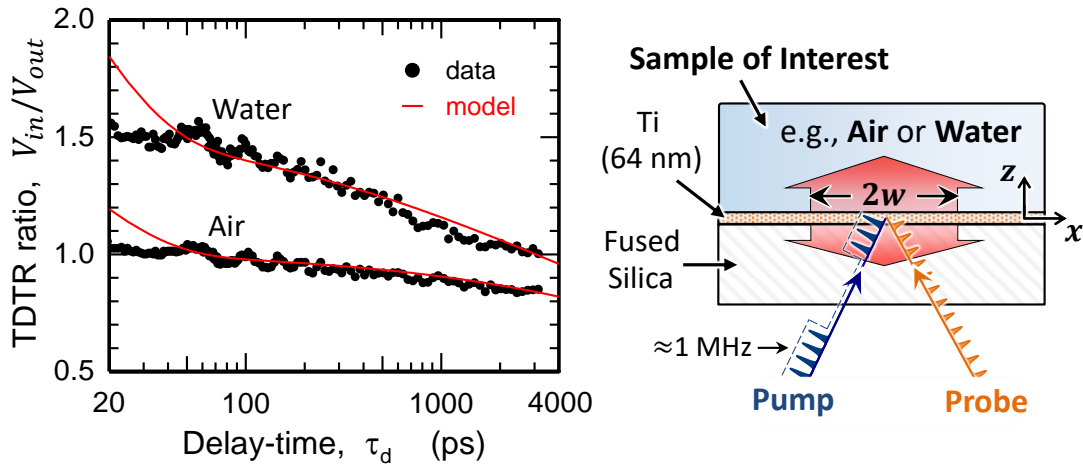 TDTR ratio, V_in/V_out
2.0
1.5
1.0
0.5
20
100
1000
4000
Delay-time, τ_d (ps)
data
model
Water
Air
Sample of Interest
Ti
(64 nm)
e.g., Air or Water
2w
z
x
Fused
Silica
≈1 MHz
Pump
Probe